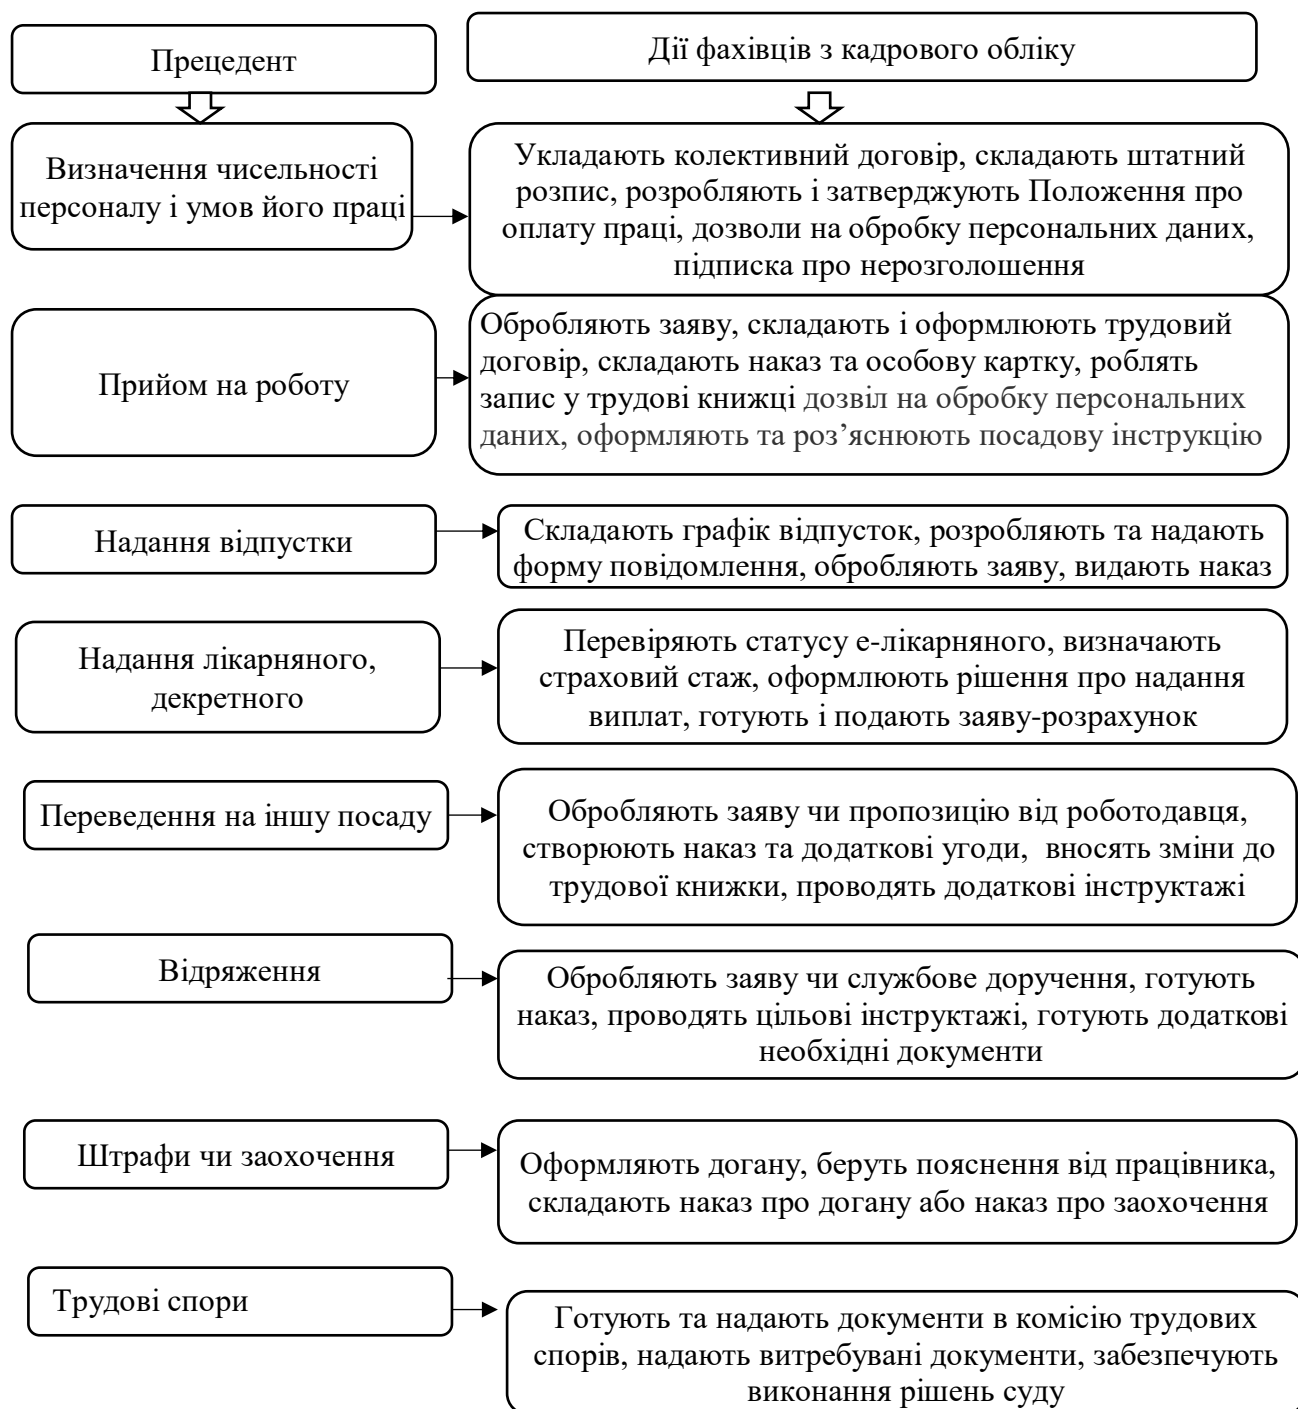 Прецедент
Дії фахівців з кадрового обліку
Визначення чисельності
персоналу і умов його праці
Укладають колективний договір, складають штатний
розпис, розробляють і затверджують Положення про
оплату праці, дозволи на обробку персональних даних,
підписка про нерозголошення
Прийом на роботу
Обробляють заяву, складають і оформлюють трудовий
договір, складають наказ та особову картку, роблять
запис у трудові книжці дозвіл на обробку персональних
даних, оформляють та роз’яснюють посадову інструкцію
Надання відпустки
Складають графік відпусток, розробляють та надають
форму повідомлення, обробляють заяву, видають наказ
Надання лікарняного,
декретного
Перевіряють статусу е-лікарняного, визначають
страховий стаж, оформлюють рішення про надання
виплат, готують і подають заяву-розрахунок
Переведення на іншу посаду
Обробляють заяву чи пропозицію від роботодавця,
створюють наказ та додаткові угоди, вносять зміни до
трудової книжки, проводять додаткові інструктажі
Відряження
Обробляють заяву чи службове доручення, готують
наказ, проводять цільові інструктажі, готують додаткові
необхідні документи
Штрафи чи заохочення
Оформляють догану, беруть пояснення від працівника,
складають наказ про догану або наказ про заохочення
Трудові спори
Готують та надають документи в комісію трудових
спорів, надають витребувані документи, забезпечують
виконання рішень суду